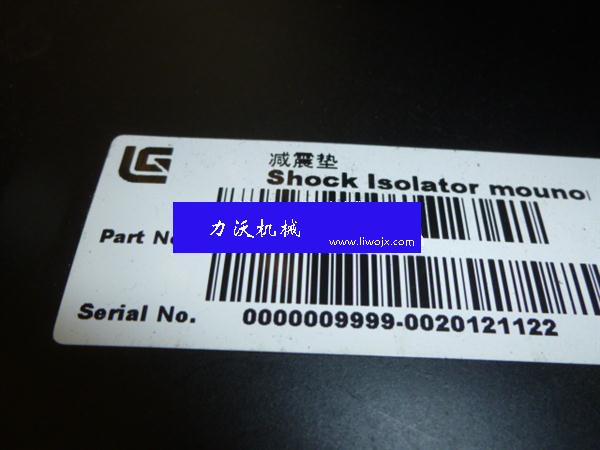 LG
减震垫
Shock Isolator mouno
Part No
力沃机械
www.liwojx.com
Serial No.
0000009999-0020121122